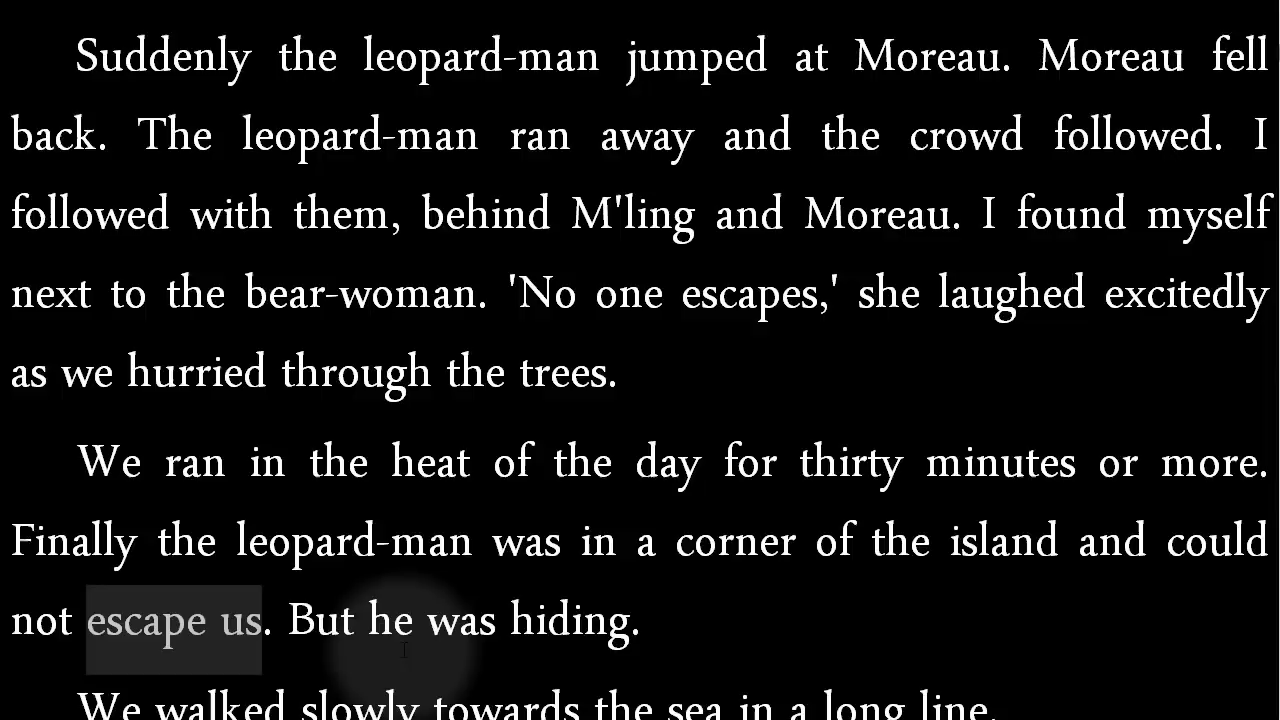 Suddenly the leopard-man jumped at Moreau. Moreau fell
back. The leopard-man ran away and the crowd followed. I
followed with them, behind M'ling and Moreau. I found myself
next to the bear-woman. 'No one escapes,' she laughed excitedly
as we hurried through the trees.
We ran in the heat of the day for thirty minutes or more.
Finally the leopard-man was in a corner of the island and could
not escape us. But he was hiding.
We walked slowly towards the sea in a long line.